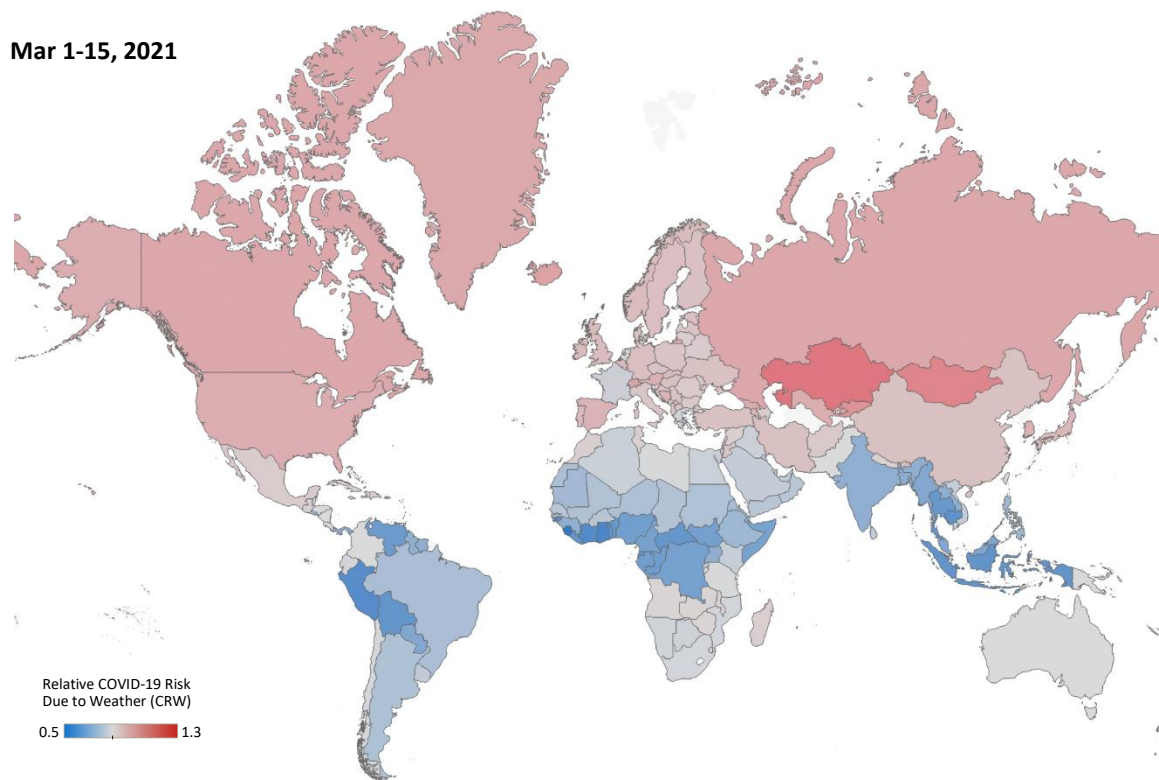 Mar 1-15, 2021
Relative COVID-19 Risk
Due to Weather (CRW)
0.5 1.3